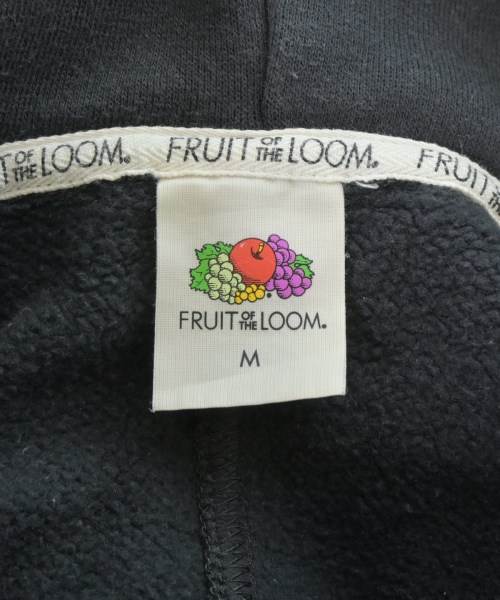 FRUIT OF THE LOOM. FRUIT OF THE LOOM. FRUIT OF THE LOOM
FRUIT OF THE LOOM.
M